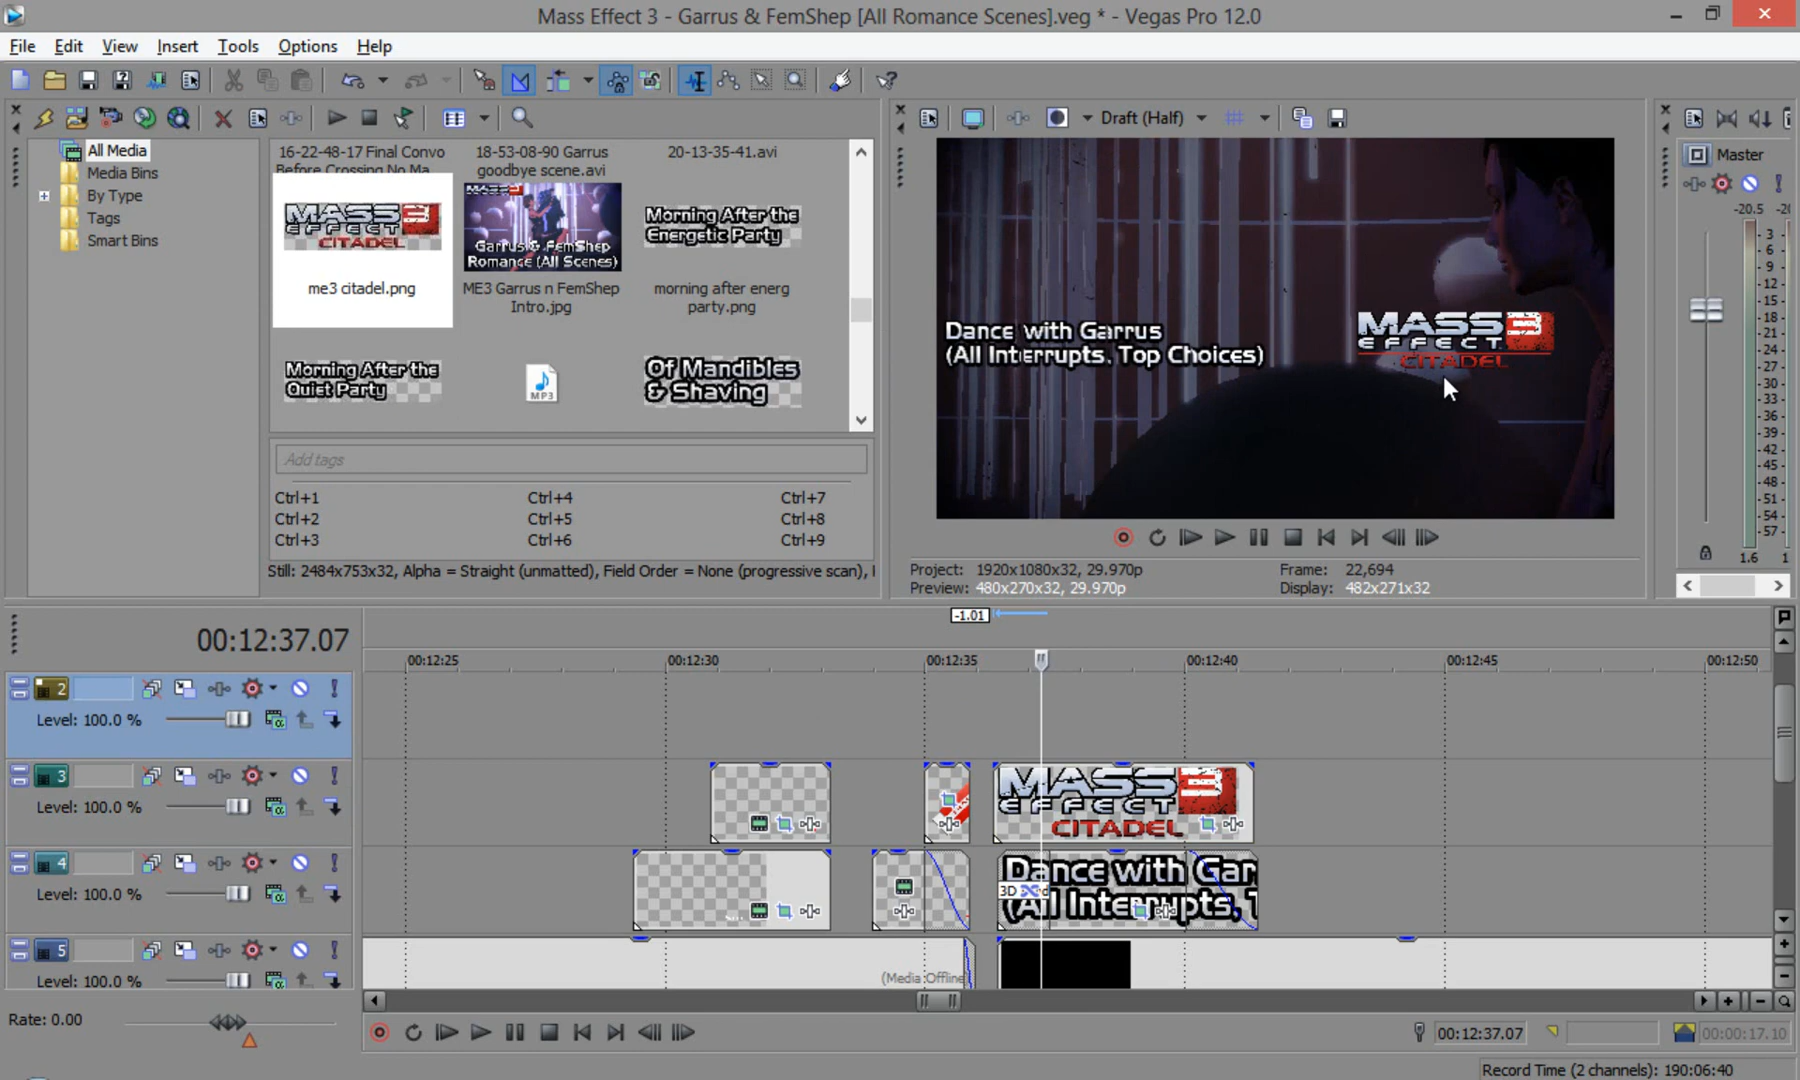 Mass Effect 3 - Garrus & FemShep [All Romance Scenes].veg * - Vegas Pro 12.0
File Edit View Insert Tools Options Help
All Media
Media Bins
By Type
Tags
Smart Bins
16-22-48-17 Final Convo
Before Crossing No Ma...
18-53-08-90 Garrus
goodbye scene.avi
20-13-35-41.avi
MASS
EFFECT 3
CITADEL
me3 citadel.png
MASS 3
Garrus & FemShep
Romance (All Scenes)
ME3 Garrus n FemShep
Intro.jpg
Morning After the
Energetic Party
morning after energ
party.png
Morning After the
Quiet Party
MP3
Of Mandibles
& Shaving
Add tags
Ctrl+1 Ctrl+4 Ctrl+7
Ctrl+2 Ctrl+5 Ctrl+8
Ctrl+3 Ctrl+6 Ctrl+9
Still: 2484x753x32, Alpha = Straight (unmatted), Field Order = None (progressive scan),
Draft (Half)
Dance with Garrus
(All Interrupts, Top Choices)
MASS
EFFECT 3
CITADEL
Project: 1920x1080x32, 29.970p
Preview: 480x270x32, 29.970p
Frame: 22,694
Display: 482x271x32
Master
-20.5 -20
3
6
9
12
15
18
21
24
27
30
33
36
39
42
45
48
51
54
57
1.6 1
-1.01
00:12:37.07
00:12:25 00:12:30 00:12:35 00:12:40 00:12:45 00:12:50
2
Level: 100.0 %
3
Level: 100.0 %
MASS
EFFECT 3
CITADEL
4
Level: 100.0 %
Dance with Gar
3D
(All Interrupts, T
5
Level: 100.0 %
(Media Offline
Rate: 0.00
00:12:37.07
00:00:17.10
Record Time (2 channels): 190:06:40